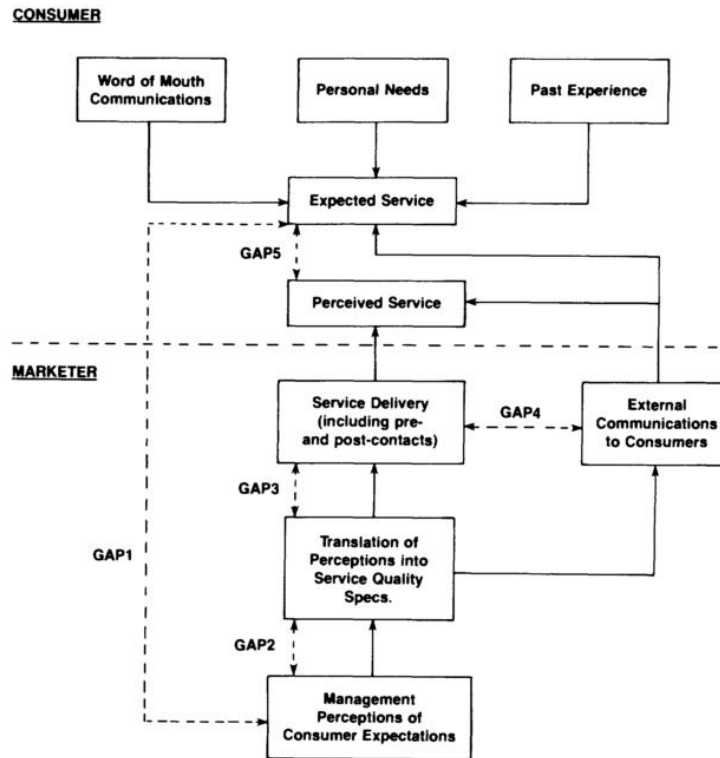 CONSUMER
Word of Mouth
Communications
Personal Needs
Past Experience
Expected Service
GAP5
Perceived Service
MARKETER
Service Delivery
(including pre-
and post-contacts)
GAP4
External
Communications
to Consumers
GAP3
Translation of
Perceptions into
Service Quality
Specs.
GAP1
GAP2
Management
Perceptions of
Consumer Expectations